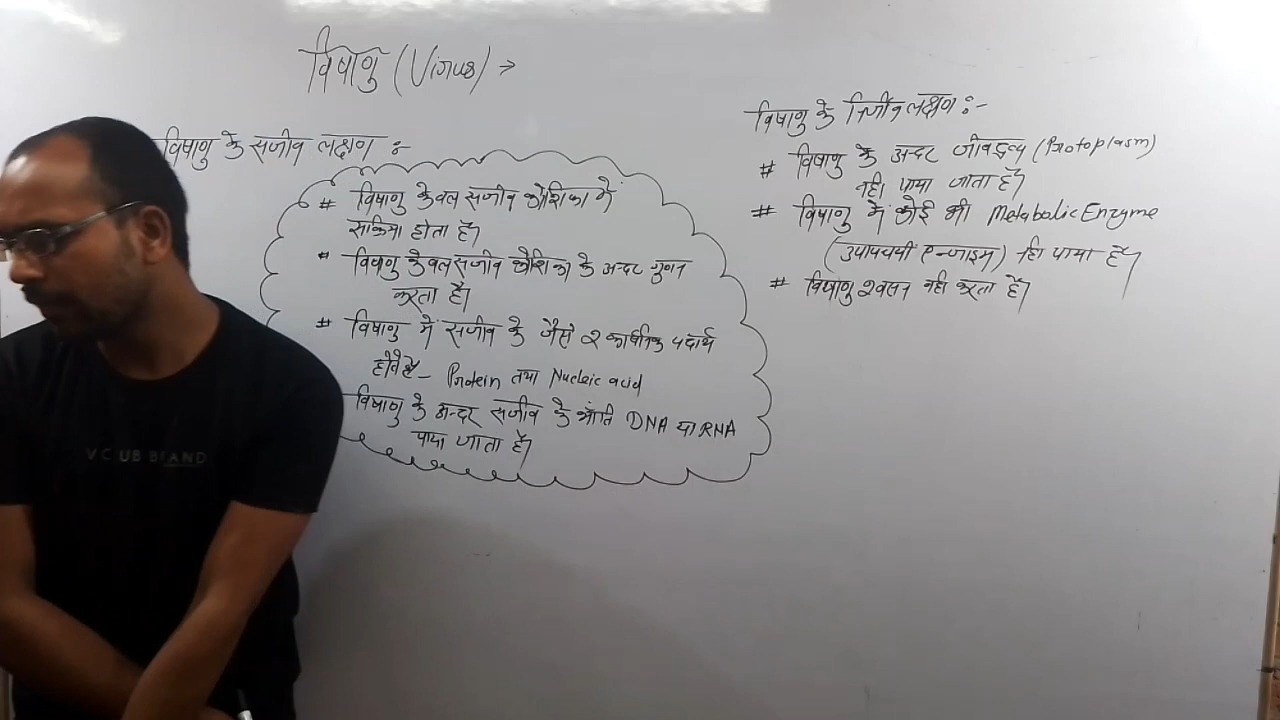 विषाणु (Virus) →
विषाणु के सजीव लक्षण :-
# विषाणु केवल सजीव कोशिका में
सक्रिय होता है।
* विषाणु केवल सजीव कोशिका के अन्दर गुणन
करता है।
# विषाणु में सजीव के जैसे 2 कार्बनिक पदार्थ
होते हैं - Protein तथा Nucleic acid
विषाणु के अन्दर सजीव के भांति DNA या RNA
पाया जाता है।
विषाणु के निर्जीव लक्षण :-
# विषाणु के अन्दर जीवद्रव्य (Protoplasm)
नही पाया जाता है।
# विषाणु में कोई भी Metabolic Enzyme
(उपापचयी एन्जाइम) नही पाया है।
# विषाणु श्वसन नही करता है।
V CUB BRAND